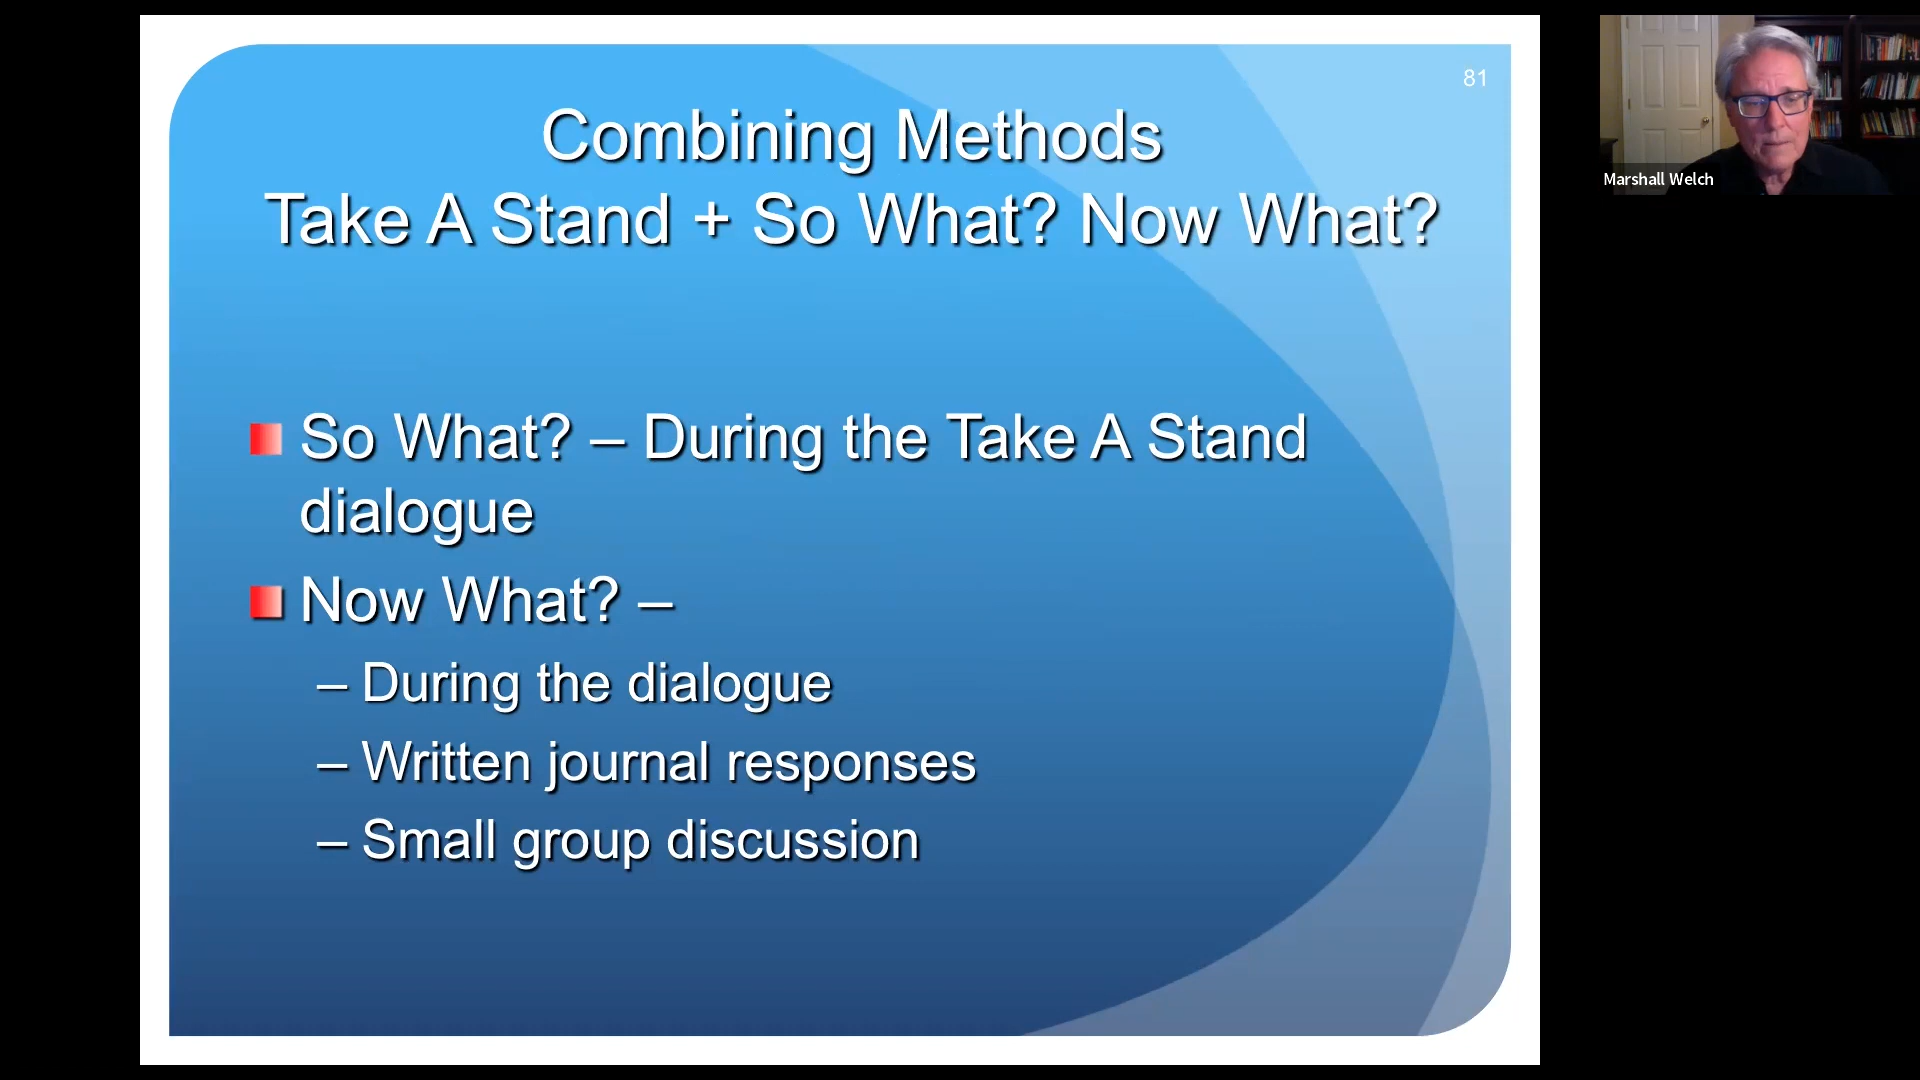 81
Combining Methods
Take A Stand + So What? Now What?
So What? – During the Take A Stand
dialogue
Now What? –
– During the dialogue
– Written journal responses
– Small group discussion
Marshall Welch